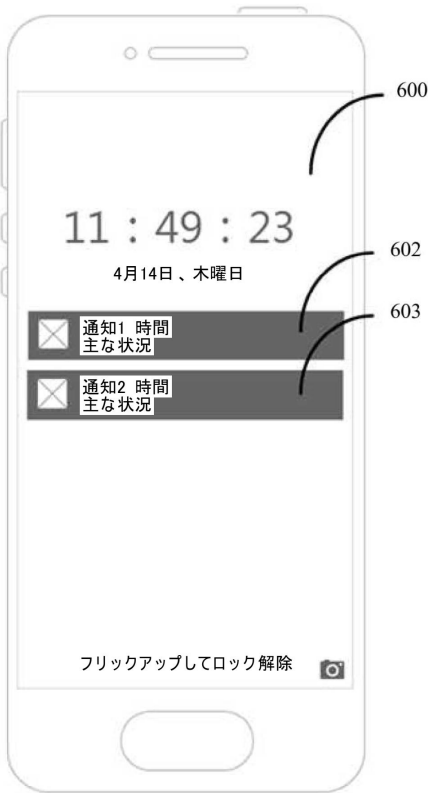 600
11：49：23
602
4月14日、木曜日
603
通知1 時間
主な状況
通知2 時間
主な状況
フリックアップしてロック解除